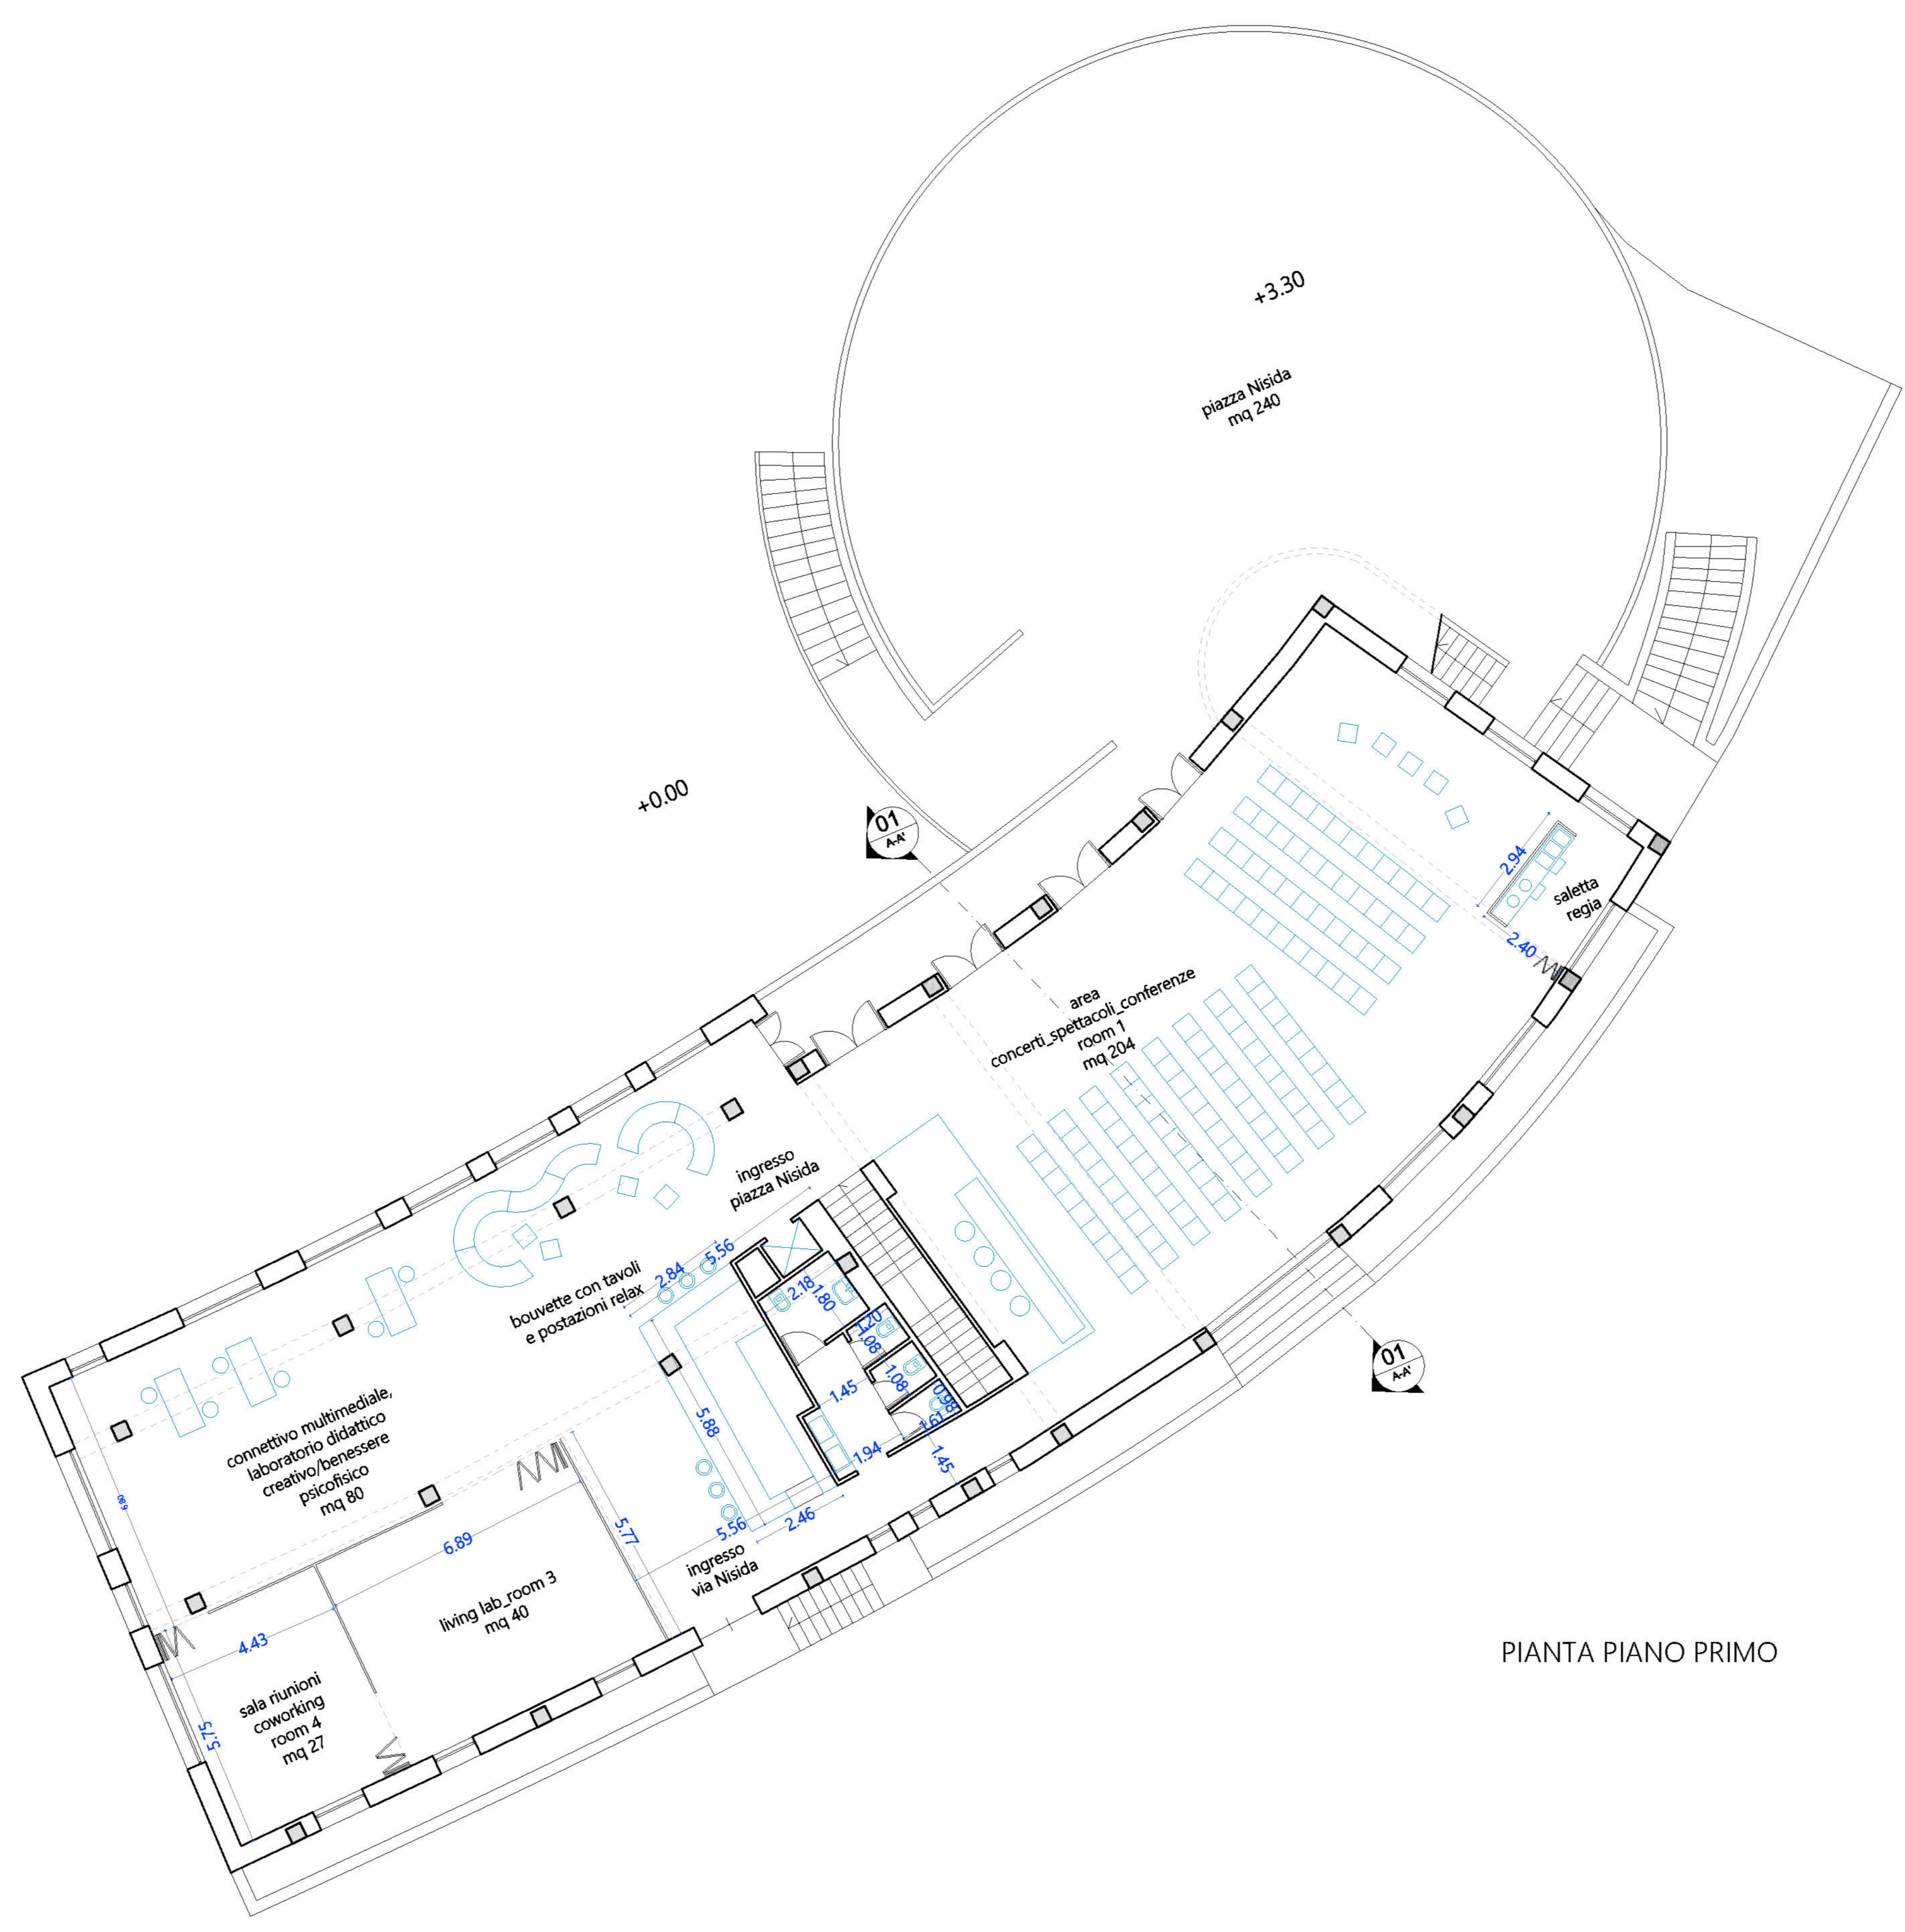 +3.30
piazza Nisida
mq 240
+0.00
01
A-A'
2.94
saletta
regia
2.40
area
concerti_spettacoli_conferenze
room 1
mq 204
ingresso
piazza Nisida
5.56
2.84
bouvette con tavoli
e postazioni relax
2.18
1.80
1.20
1.08
1.08
0.98
1.61
1.45
1.94
1.45
5.88
01
A-A'
connettivo multimediale,
laboratorio didattico
creativo/benessere
psicofisico
mq 80
6.80
5.56
2.46
ingresso
via Nisida
5.77
6.89
living lab_room 3
mq 40
4.43
sala riunioni
coworking
room 4
mq 27
5.75
PIANTA PIANO PRIMO